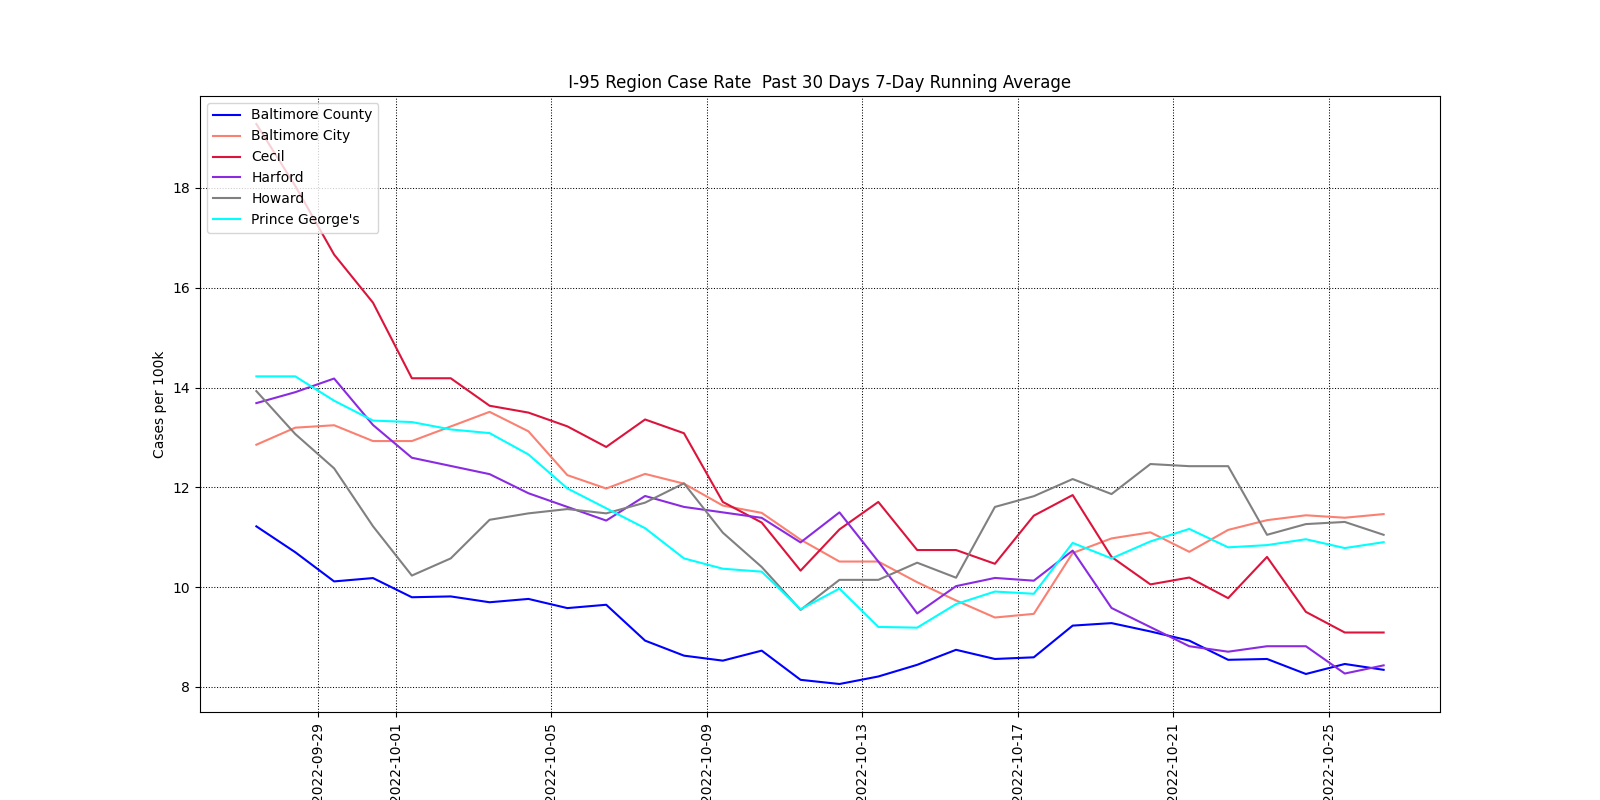 I-95 Region Case Rate  Past 30 Days 7-Day Running Average
Baltimore County
Baltimore City
Cecil
Harford
Howard
Prince George's
Cases per 100k
18
16
14
12
10
8
2022-09-29
2022-10-01
2022-10-05
2022-10-09
2022-10-13
2022-10-17
2022-10-21
2022-10-25